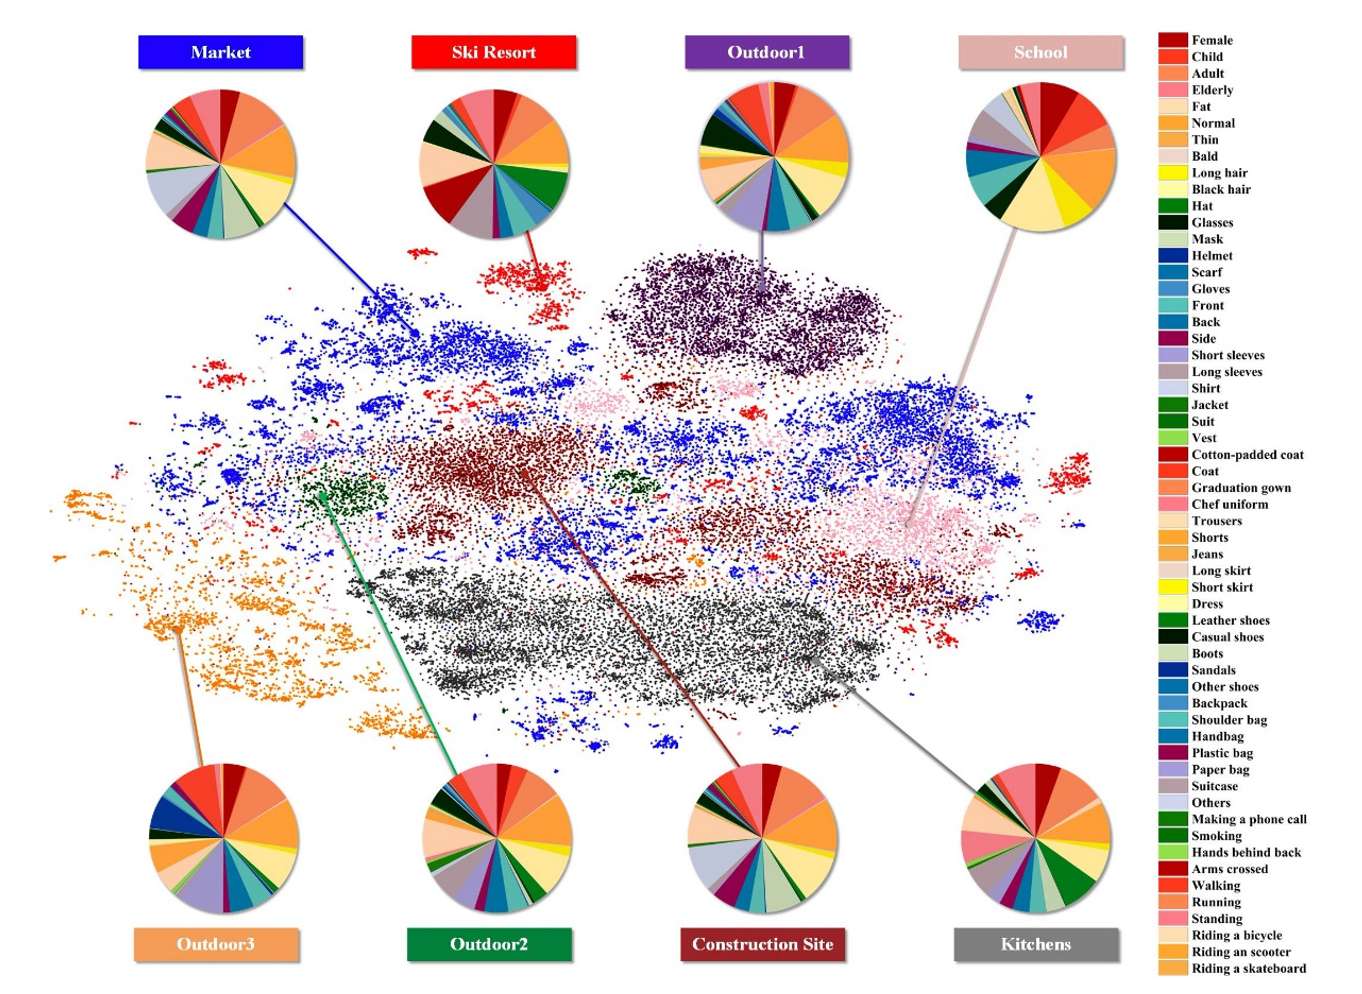 Market
Ski Resort
Outdoor1
School
Outdoor3
Outdoor2
Construction Site
Kitchens
Female
Child
Adult
Elderly
Fat
Normal
Thin
Bald
Long hair
Black hair
Hat
Glasses
Mask
Helmet
Scarf
Gloves
Front
Back
Side
Short sleeves
Long sleeves
Shirt
Jacket
Suit
Vest
Cotton-padded coat
Coat
Graduation gown
Chef uniform
Trousers
Shorts
Jeans
Long skirt
Short skirt
Dress
Leather shoes
Casual shoes
Boots
Sandals
Other shoes
Backpack
Shoulder bag
Handbag
Plastic bag
Paper bag
Suitcase
Others
Making a phone call
Smoking
Hands behind back
Arms crossed
Walking
Running
Standing
Riding a bicycle
Riding an scooter
Riding a skateboard